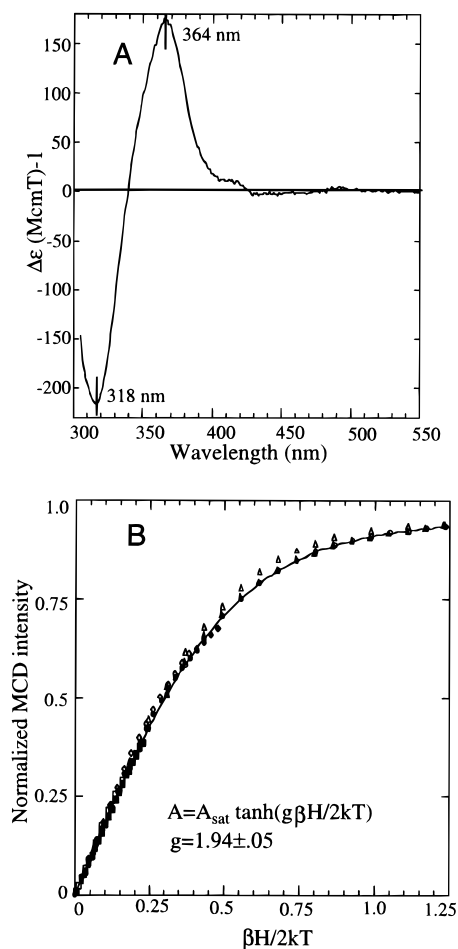 A
364 nm
318 nm
150
100
50
0
-50
-100
-150
-200
300
350
400
450
500
550
Δε (McmT)-1
Wavelength (nm)
B
1.0
0.75
0.5
0.25
0
0
0.25
0.5
0.75
1.0
1.25
Normalized MCD intensity
A=Asat tanh(gβH/2kT)
g=1.94±.05
βH/2kT